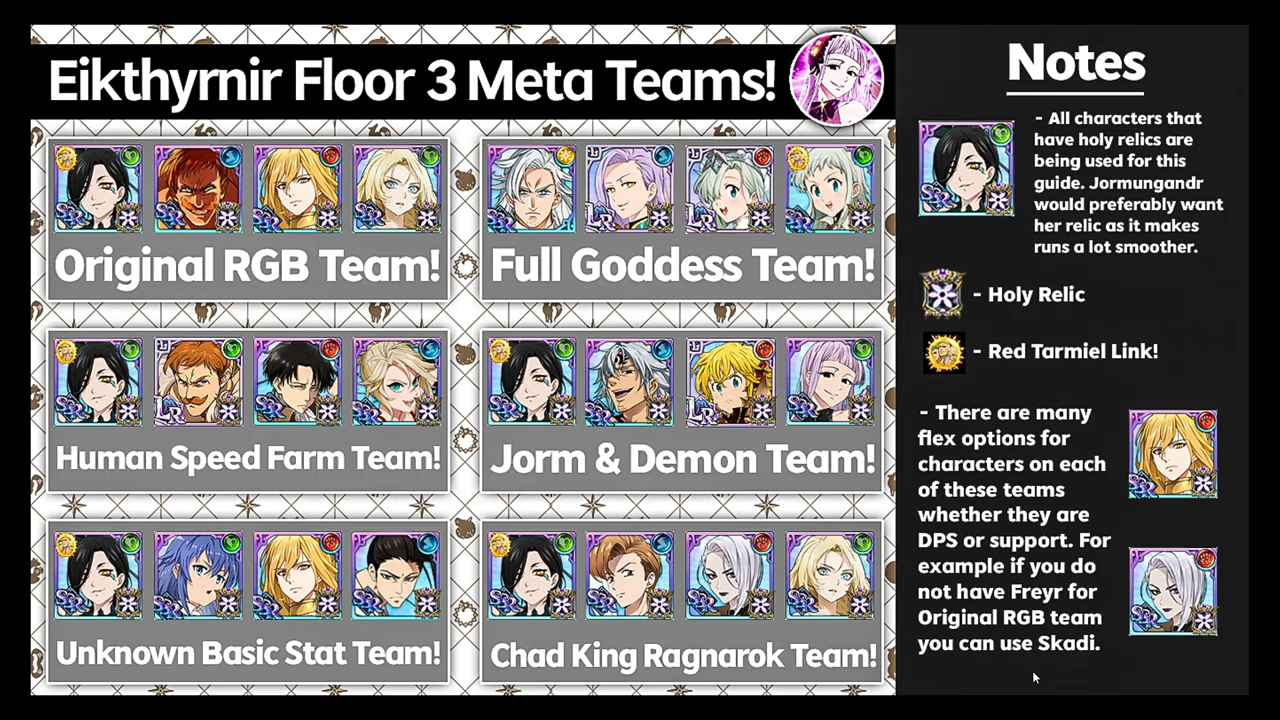 Eikthyrnir Floor 3 Meta Teams!
Original RGB Team!
Full Goddess Team!
Human Speed Farm Team!
Jorm & Demon Team!
Unknown Basic Stat Team!
Chad King Ragnarok Team!
Notes
- All characters that
have holy relics are
being used for this
guide. Jormungandr
would preferably want
her relic as it makes
runs a lot smoother.
- Holy Relic
- Red Tarmiel Link!
- There are many
flex options for
characters on each
of these teams
whether they are
DPS or support. For
example if you do
not have Freyr for
Original RGB team
you can use Skadi.